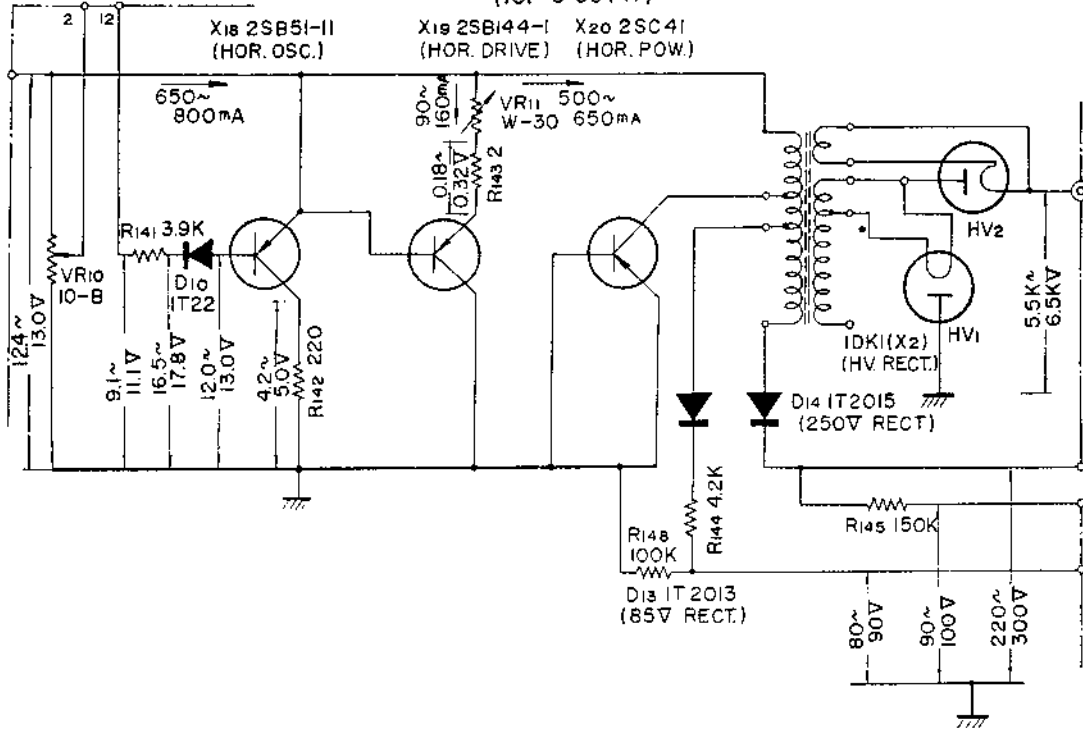 2 12
X18 2SB51-11
(HOR. OSC.)
X19 2SB144-1
(HOR. DRIVE)
X20 2SC41
(HOR. POW.)
650~
800mA
90~
160mA
VR11
W-30
500~
650mA
0.18~
0.32V
R143 2
R141 3.9K
D10
1T22
VR10
10-B
12.4~
13.0V
9.1~
11.1V
16.5~
17.8V
12.0~
13.0V
4.2~
5.0V
R142 220
HV2
HV1
1DK1(X2)
(HV. RECT.)
5.5K~
6.5KV
D14 1T2015
(250V RECT)
R144 4.2K
R145 150K
R148
100K
D13 1T2013
(85V RECT.)
80~
90V
90~
100V
220~
300V